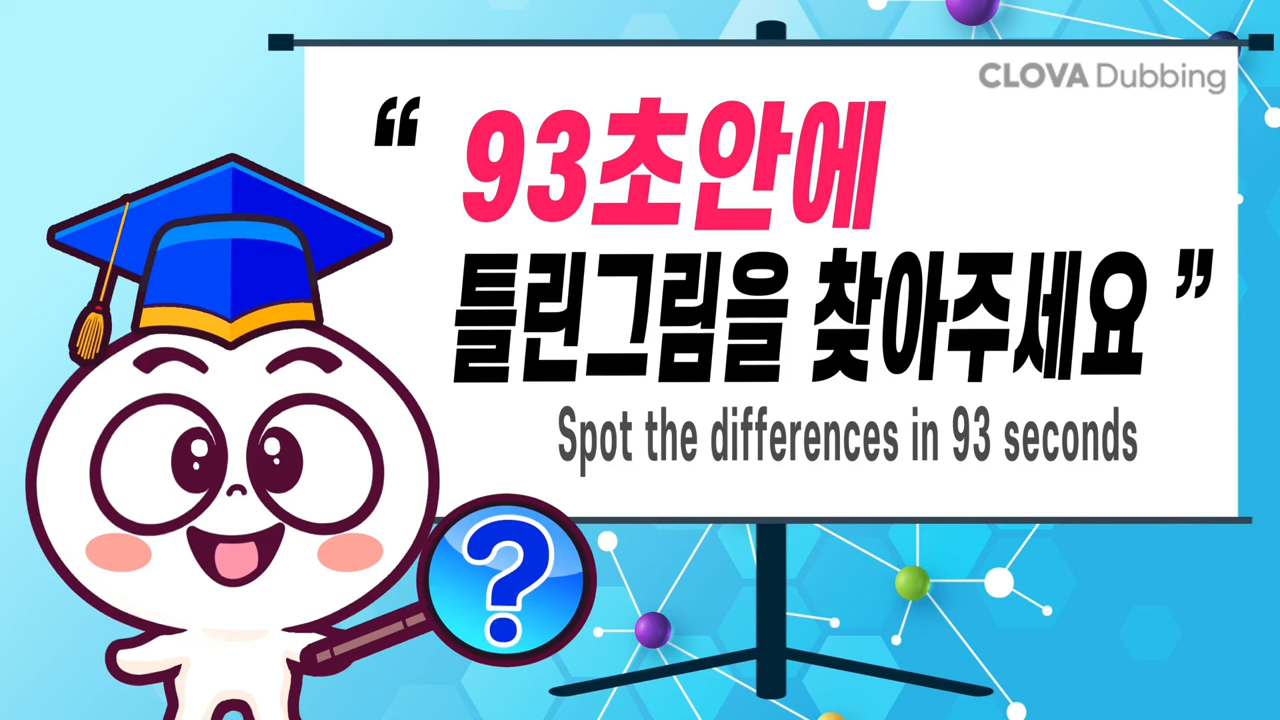 CLOVA Dubbing
“ 93초안에
틀린그림을 찾아주세요 ”
Spot the differences in 93 seconds
?